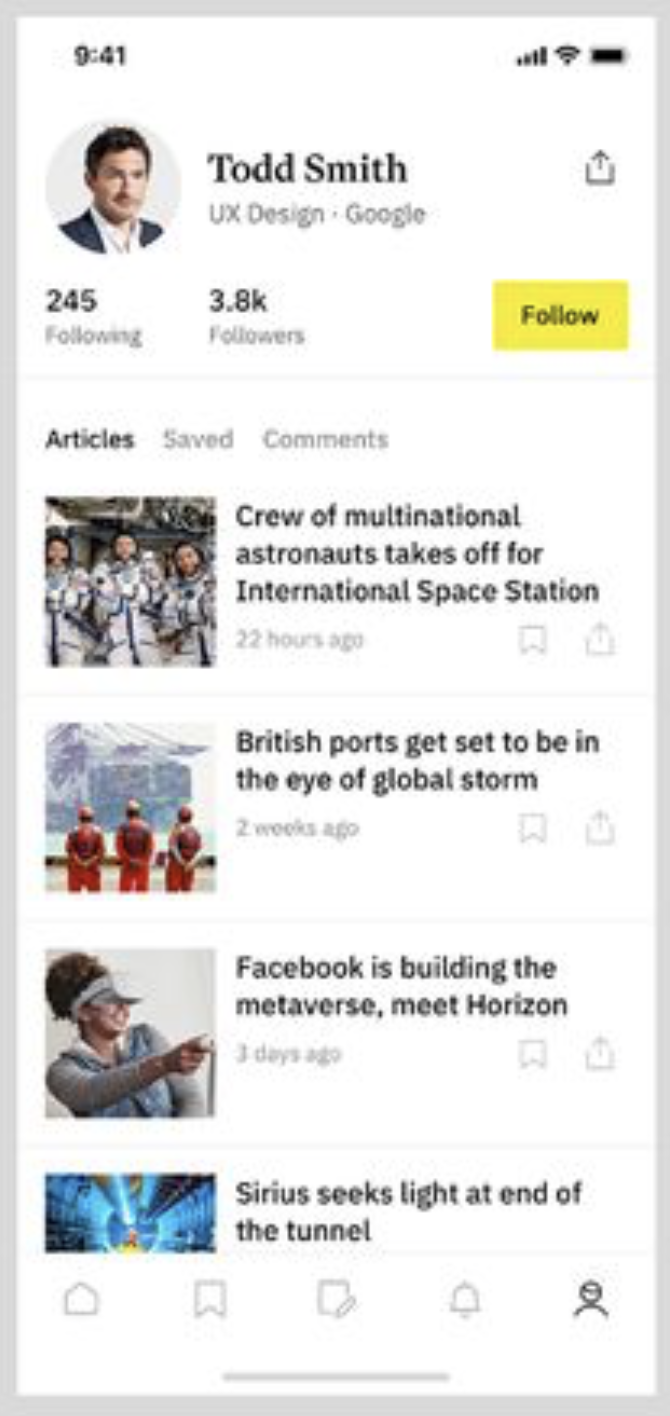 9:41
Todd Smith
UX Design · Google
245
Following
3.8k
Followers
Follow
Articles
Saved
Comments
Crew of multinational
astronauts takes off for
International Space Station
22 hours ago
British ports get set to be in
the eye of global storm
2 weeks ago
Facebook is building the
metaverse, meet Horizon
3 days ago
Sirius seeks light at end of
the tunnel